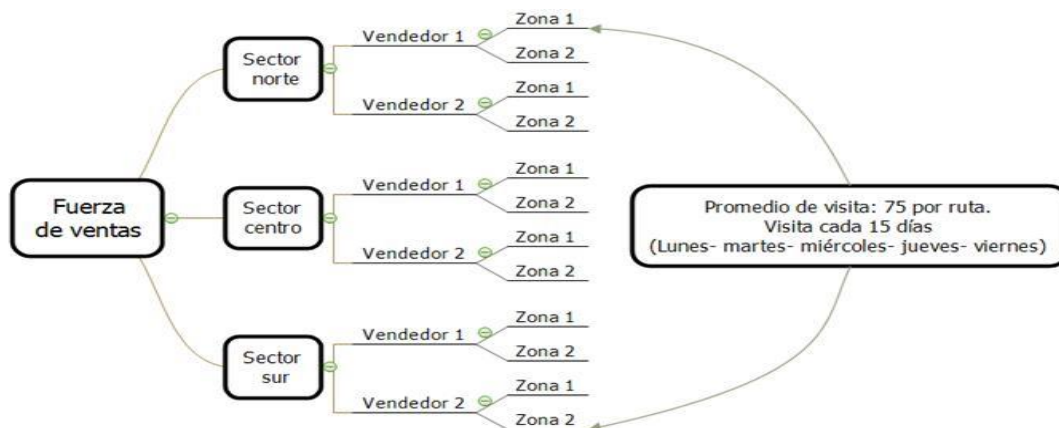 Fuerza
de ventas
Sector
norte
Vendedor 1
Zona 1
Zona 2
Vendedor 2
Zona 1
Zona 2
Sector
centro
Vendedor 1
Zona 1
Zona 2
Vendedor 2
Zona 1
Zona 2
Sector
sur
Vendedor 1
Zona 1
Zona 2
Vendedor 2
Zona 1
Zona 2
Promedio de visita: 75 por ruta.
Visita cada 15 días
(Lunes- martes- miércoles- jueves- viernes)